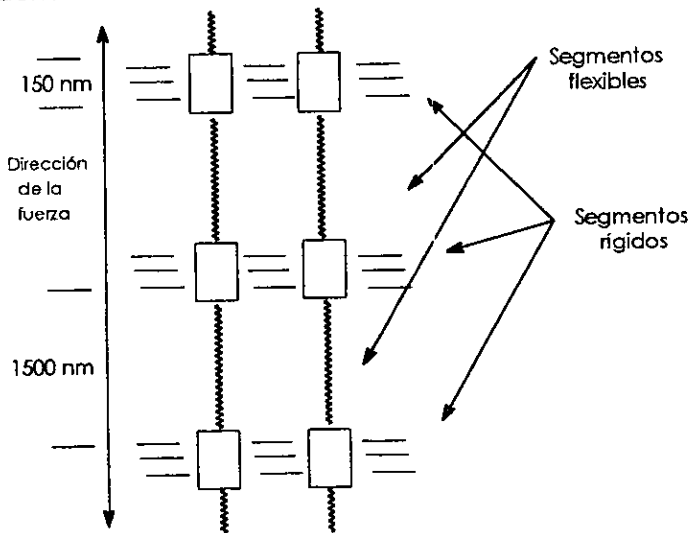 Segmentos
flexibles
150 nm
Dirección
de la
fuerza
Segmentos
rígidos
1500 nm